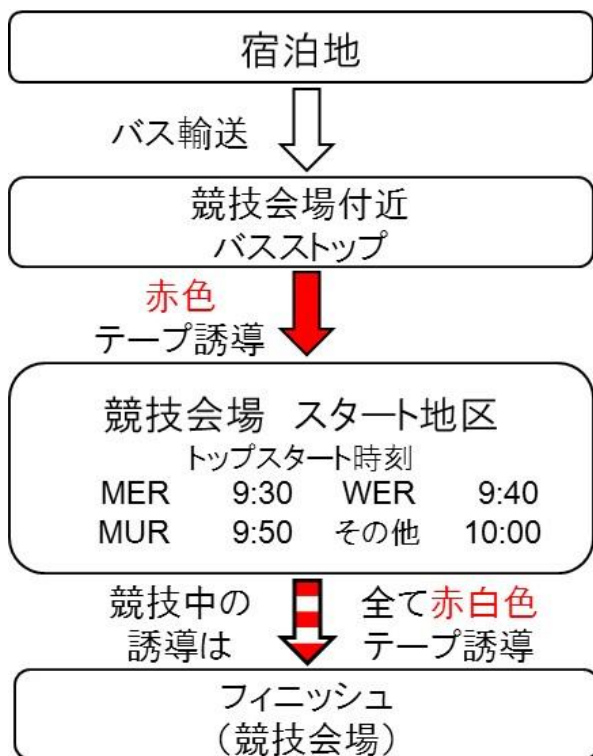 宿泊地
バス輸送
競技会場付近
バスストップ
赤色
テープ誘導
競技会場 スタート地区
トップスタート時刻
MER 9:30 WER 9:40
MUR 9:50 その他 10:00
競技中の 全て赤白色
誘導は テープ誘導
フィニッシュ
(競技会場)